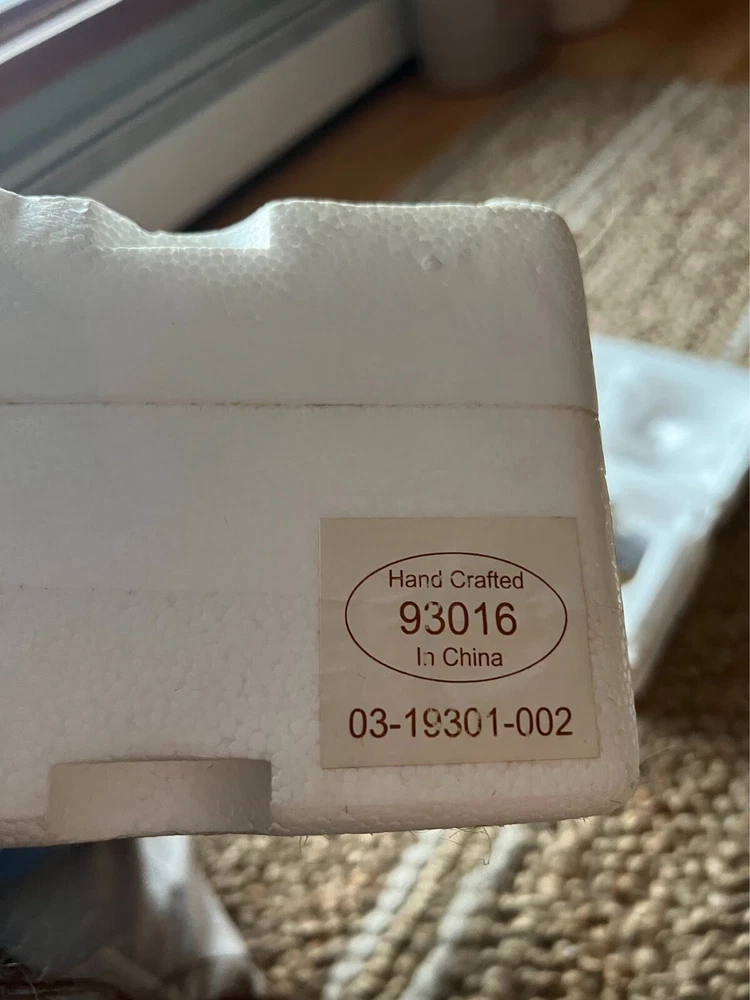 Hand Crafted
93016
In China
03-19301-002